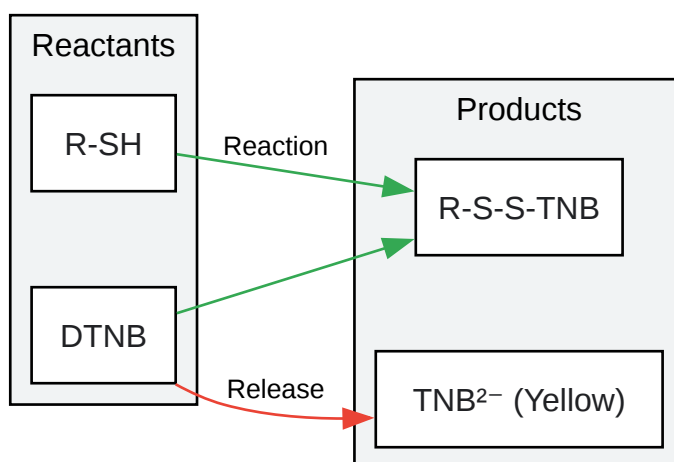 Reactants
R-SH
DTNB
Reaction
Release
Products
R-S-S-TNB
TNB²⁻ (Yellow)